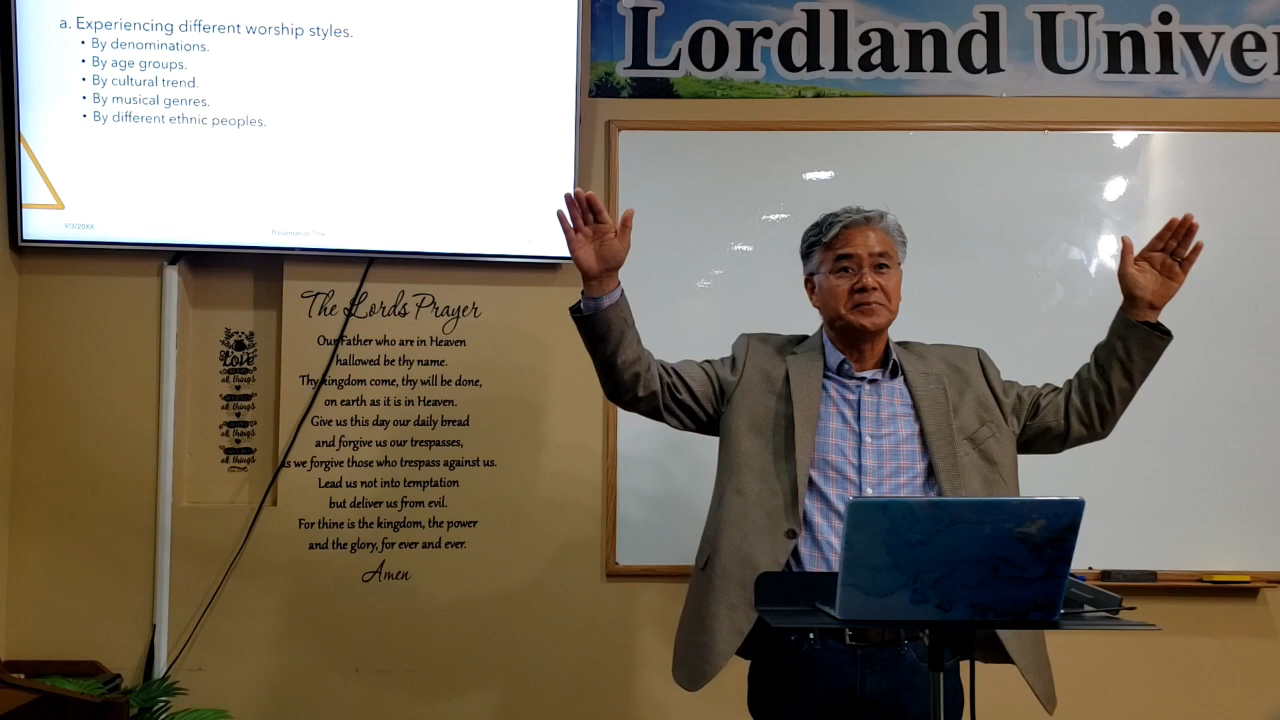 a. Experiencing different worship styles.
• By denominations.
• By age groups.
• By cultural trend.
• By musical genres.
• By different ethnic peoples.
9/3/20XX
Presentation Title
Lordland Univer
The Lords Prayer
Our Father who are in Heaven
hallowed be thy name.
Thy kingdom come, thy will be done,
on earth as it is in Heaven.
Give us this day our daily bread
and forgive us our trespasses,
as we forgive those who trespass against us.
Lead us not into temptation
but deliver us from evil.
For thine is the kingdom, the power
and the glory, for ever and ever.
Amen
Love
all things
all things
all things
all things